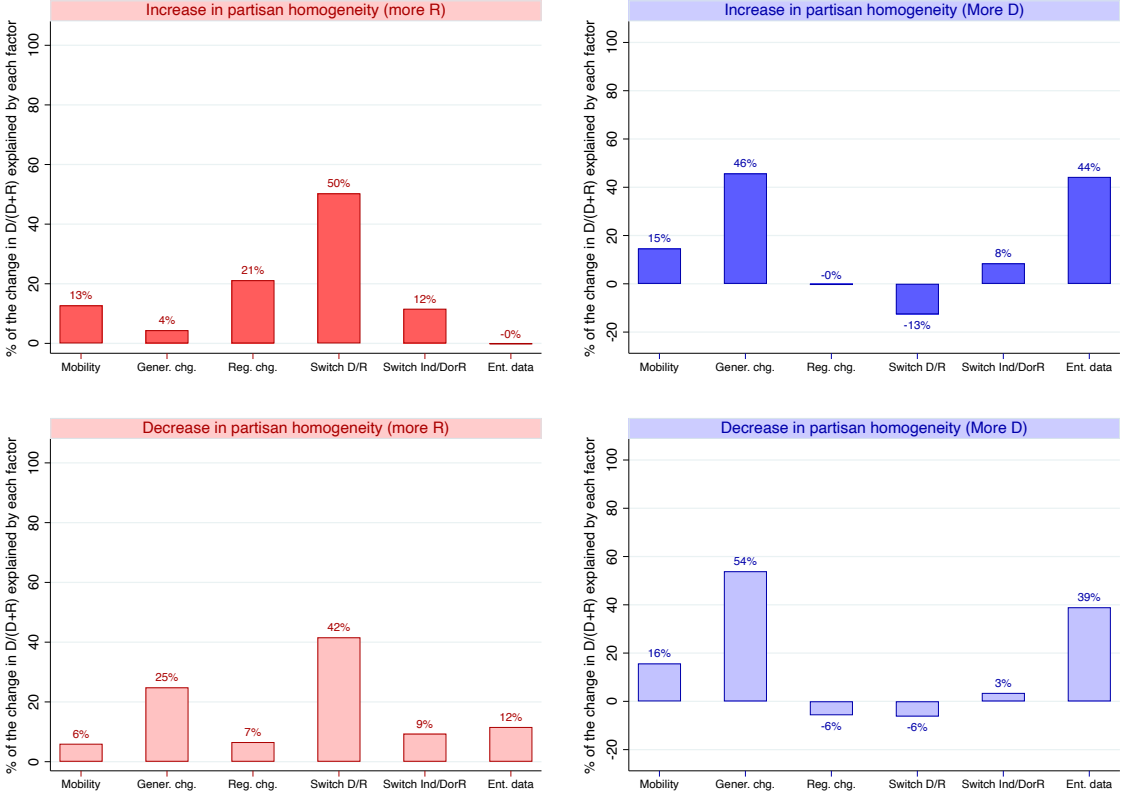 Increase in partisan homogeneity (more R)
% of the change in D/(D+R) explained by each factor
100
80
60
40
20
0
13%
4%
21%
50%
12%
-0%
Mobility
Gener. chg.
Reg. chg.
Switch D/R
Switch Ind/DorR
Ent. data
Increase in partisan homogeneity (More D)
% of the change in D/(D+R) explained by each factor
100
80
60
40
20
0
-20
15%
46%
-0%
-13%
8%
44%
Mobility
Gener. chg.
Reg. chg.
Switch D/R
Switch Ind/DorR
Ent. data
Decrease in partisan homogeneity (more R)
% of the change in D/(D+R) explained by each factor
100
80
60
40
20
0
6%
25%
7%
42%
9%
12%
Mobility
Gener. chg.
Reg. chg.
Switch D/R
Switch Ind/DorR
Ent. data
Decrease in partisan homogeneity (More D)
% of the change in D/(D+R) explained by each factor
100
80
60
40
20
0
-20
16%
54%
-6%
-6%
3%
39%
Mobility
Gener. chg.
Reg. chg.
Switch D/R
Switch Ind/DorR
Ent. data